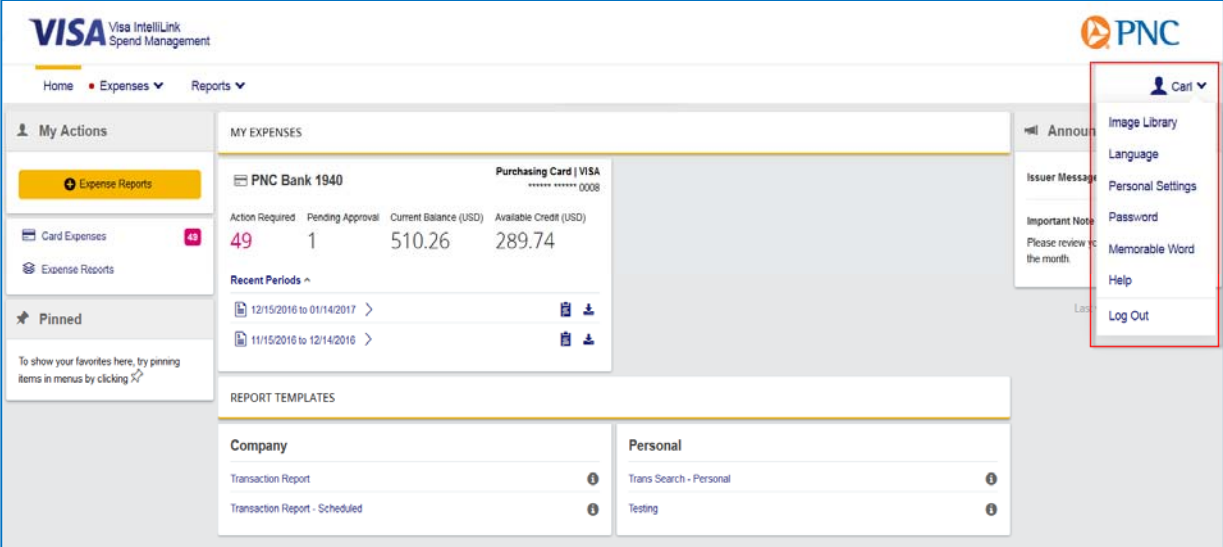 VISA Visa IntelliLink
Spend Management
PNC
Home Expenses Reports
Carl
Image Library
Language
Personal Settings
Password
Memorable Word
Help
Log Out
My Actions
Expense Reports
Card Expenses 49
Expense Reports
Pinned
To show your favorites here, try pinning
items in menus by clicking
MY EXPENSES
PNC Bank 1940
Purchasing Card | VISA
****** ****** 0008
Action Required Pending Approval Current Balance (USD) Available Credit (USD)
49 1 510.26 289.74
Recent Periods
12/15/2016 to 01/14/2017
11/15/2016 to 12/14/2016
REPORT TEMPLATES
Company
Transaction Report
Transaction Report - Scheduled
Personal
Trans Search - Personal
Testing
Announ
Issuer Message
Important Note
Please review
the month.